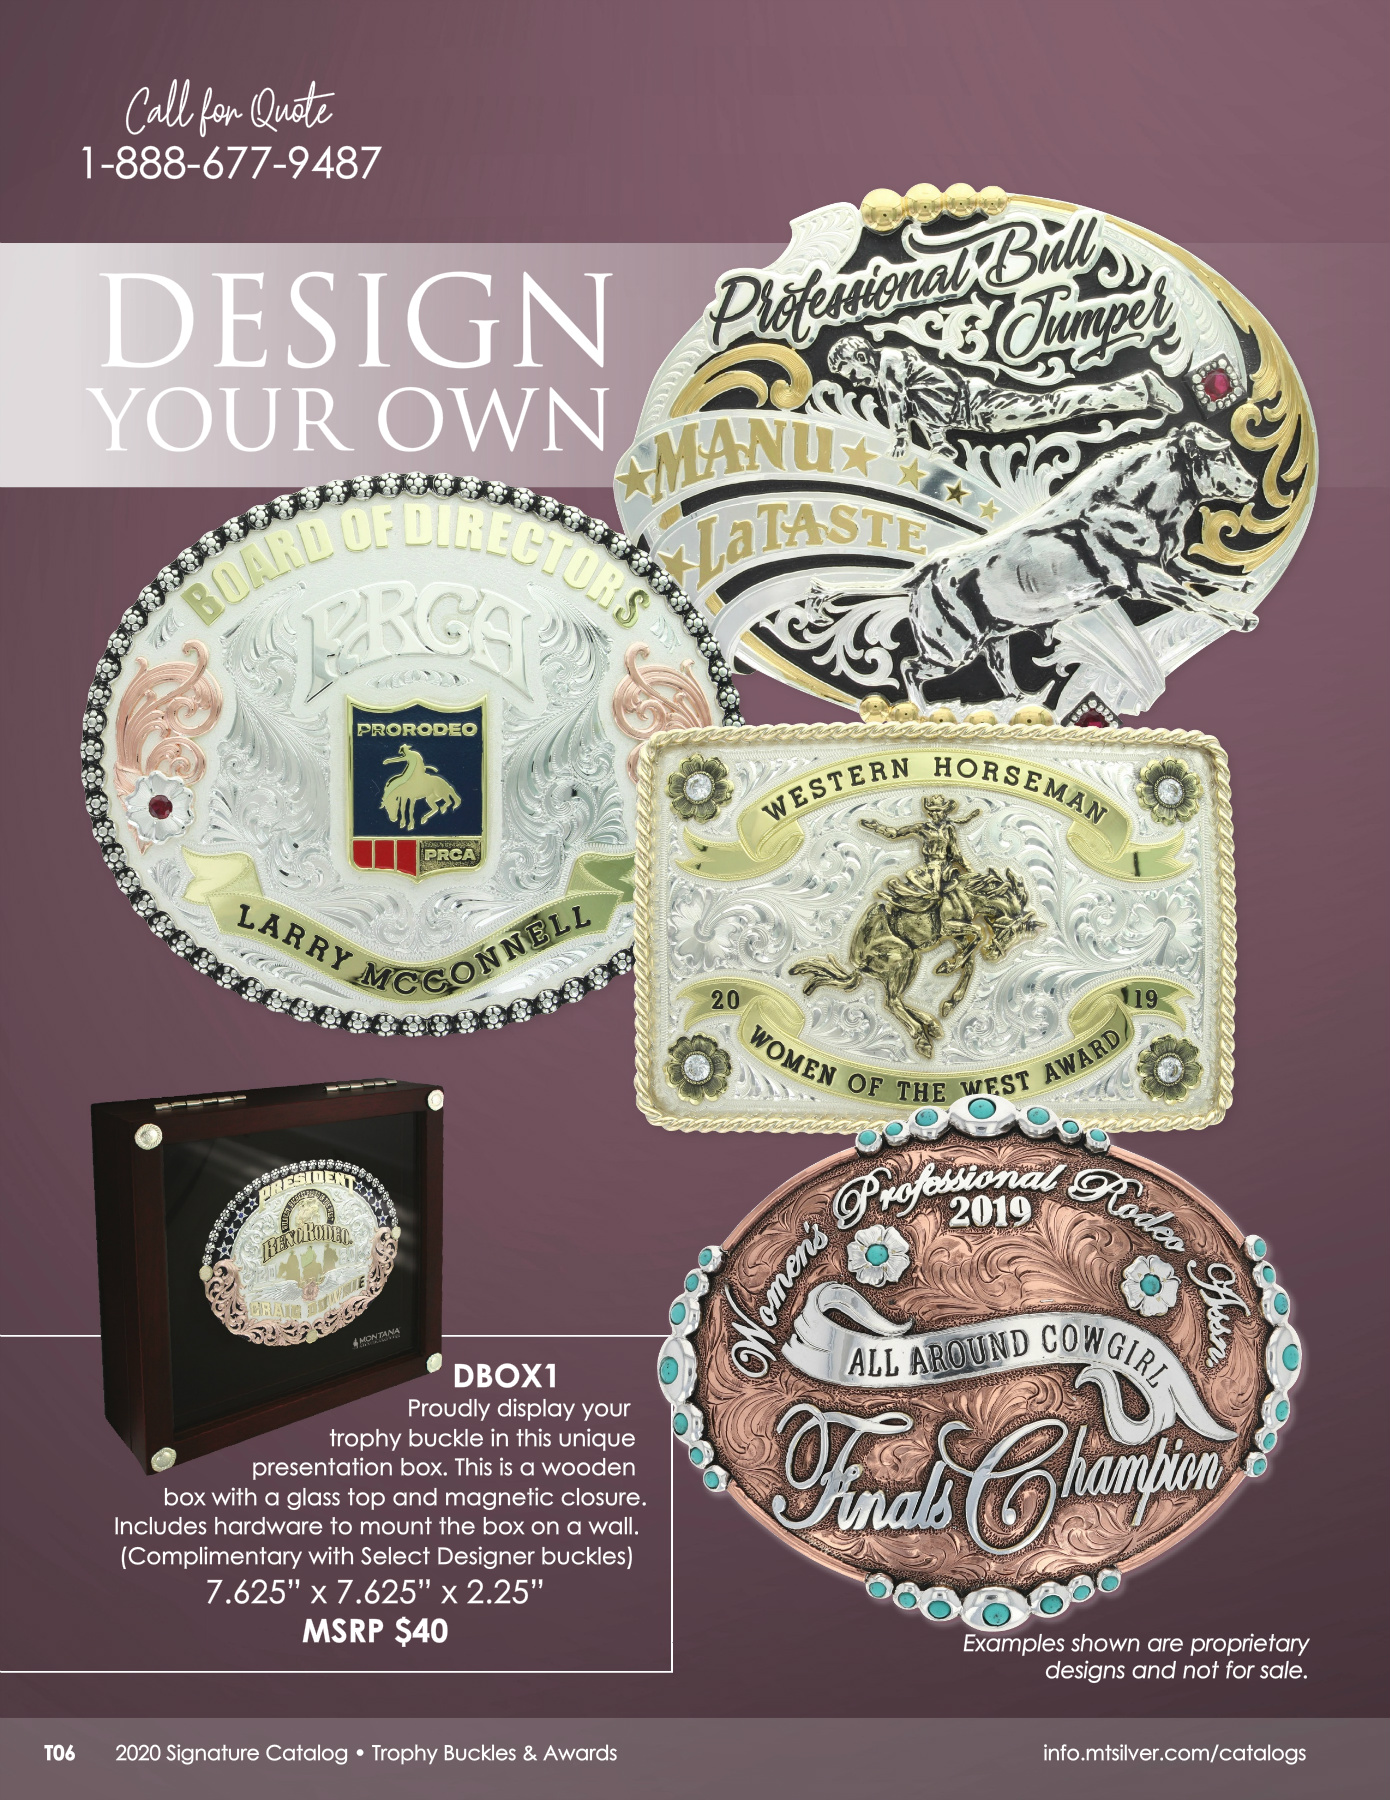 Call for Quote
1-888-677-9487
DESIGN
YOUR OWN
Professional Bull
Jumper
MANU
LaTASTE
BOARD OF DIRECTORS
PRCA
PRORODEO
PRCA
LARRY MCCONNELL
WESTERN HORSEMAN
20 19
WOMEN OF THE WEST AWARD
PRESIDENT
RENO RODEO
MONTANA
Women's Professional Rodeo Assn.
2019
ALL AROUND COWGIRL
Finals Champion
DBOX1
Proudly display your
trophy buckle in this unique
presentation box. This is a wooden
box with a glass top and magnetic closure.
Includes hardware to mount the box on a wall.
(Complimentary with Select Designer buckles)
7.625” x 7.625” x 2.25”
MSRP $40
Examples shown are proprietary
designs and not for sale.
T06 2020 Signature Catalog • Trophy Buckles & Awards info.mtsilver.com/catalogs